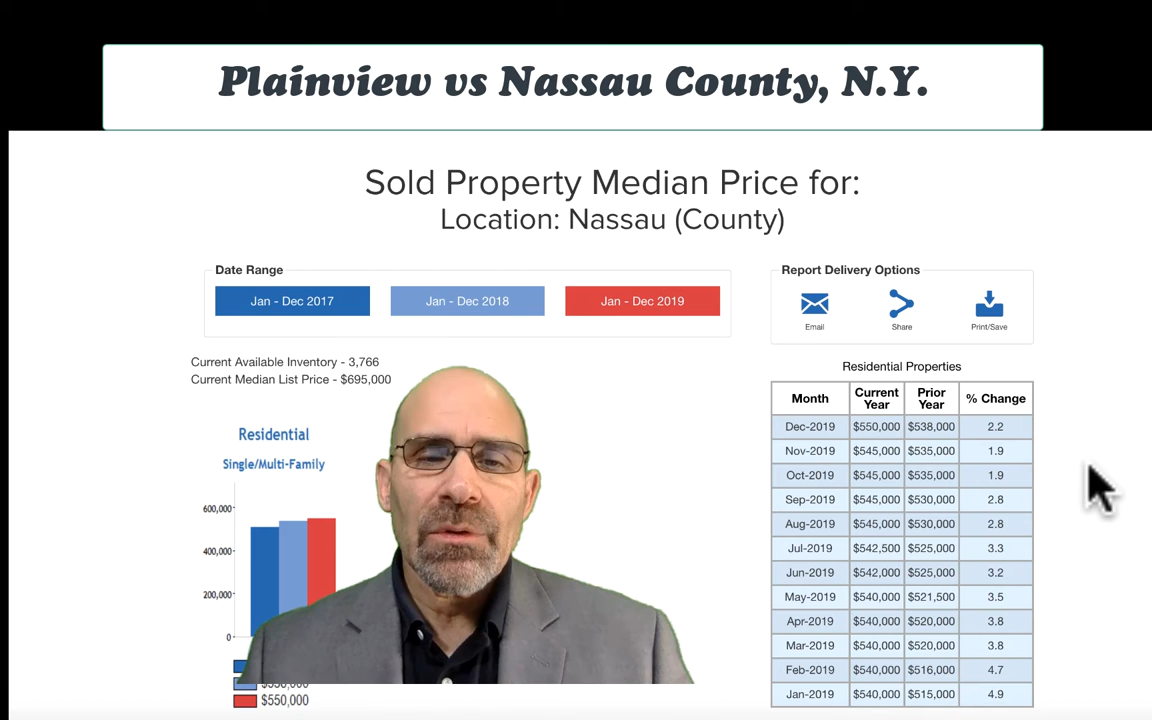 Plainview vs Nassau County, N.Y.
Sold Property Median Price for:
Location: Nassau (County)
Date Range
Jan - Dec 2017 Jan - Dec 2018 Jan - Dec 2019
Report Delivery Options
Email Share Print/Save
Current Available Inventory - 3,766
Current Median List Price - $695,000
Residential
Single/Multi-Family
600,000
400,000
200,000
0
$550,000
Residential Properties
Month Current Year Prior Year % Change
Dec-2019 $550,000 $538,000 2.2
Nov-2019 $545,000 $535,000 1.9
Oct-2019 $545,000 $535,000 1.9
Sep-2019 $545,000 $530,000 2.8
Aug-2019 $545,000 $530,000 2.8
Jul-2019 $542,500 $525,000 3.3
Jun-2019 $542,000 $525,000 3.2
May-2019 $540,000 $521,500 3.5
Apr-2019 $540,000 $520,000 3.8
Mar-2019 $540,000 $520,000 3.8
Feb-2019 $540,000 $516,000 4.7
Jan-2019 $540,000 $515,000 4.9